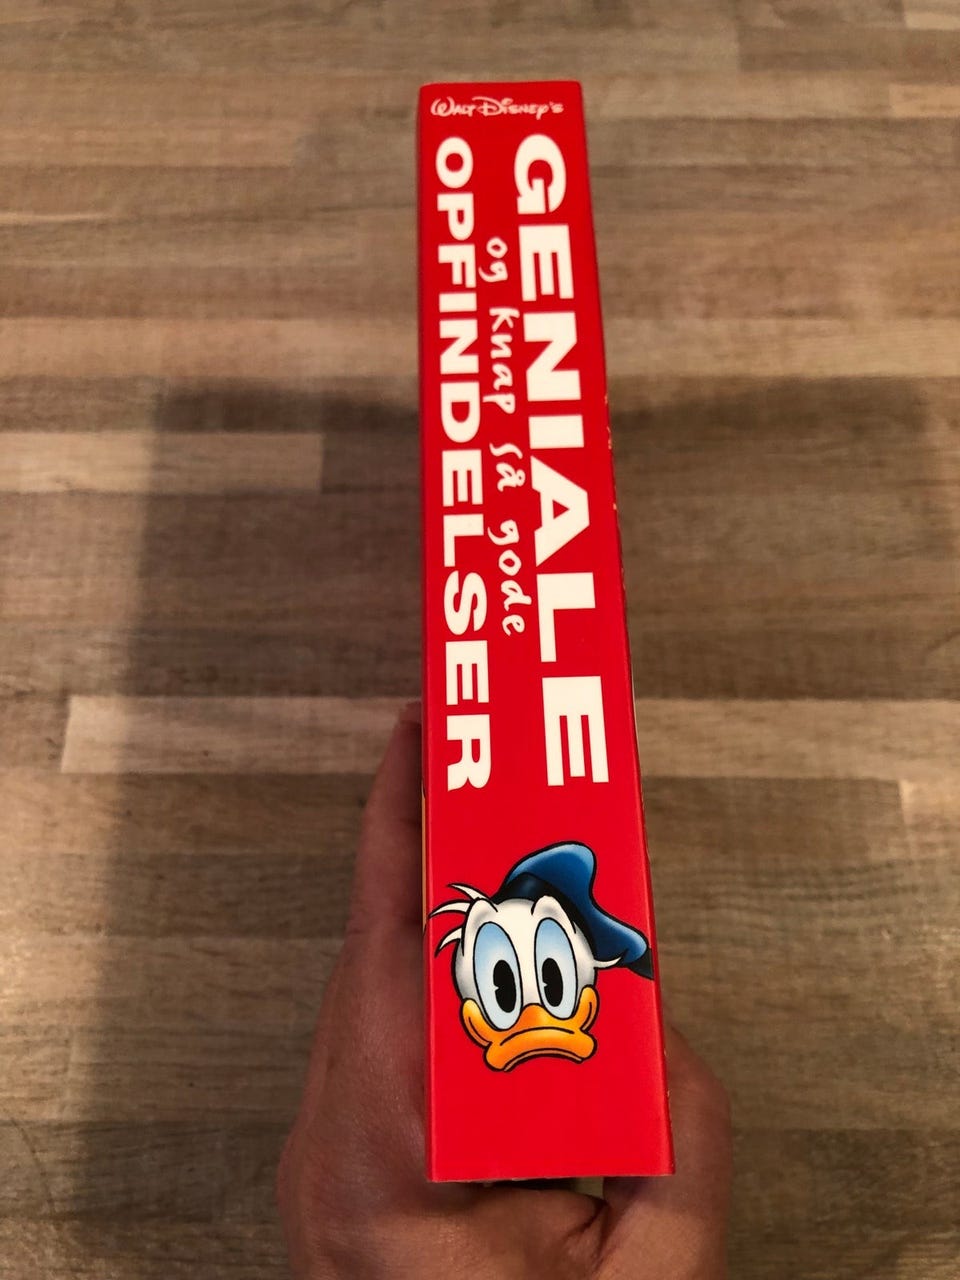 WALT DISNEY'S
GENIALE
og knap så gode
OPFINDELSER